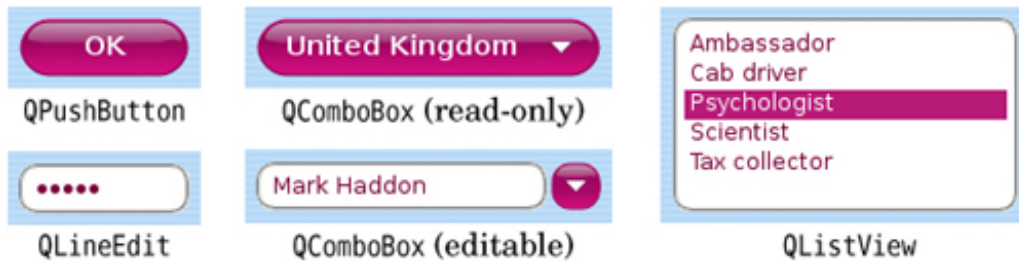 OK
QPushButton
United Kingdom
QComboBox (read-only)
•••••
QLineEdit
Mark Haddon
QComboBox (editable)
Ambassador
Cab driver
Psychologist
Scientist
Tax collector
QListView